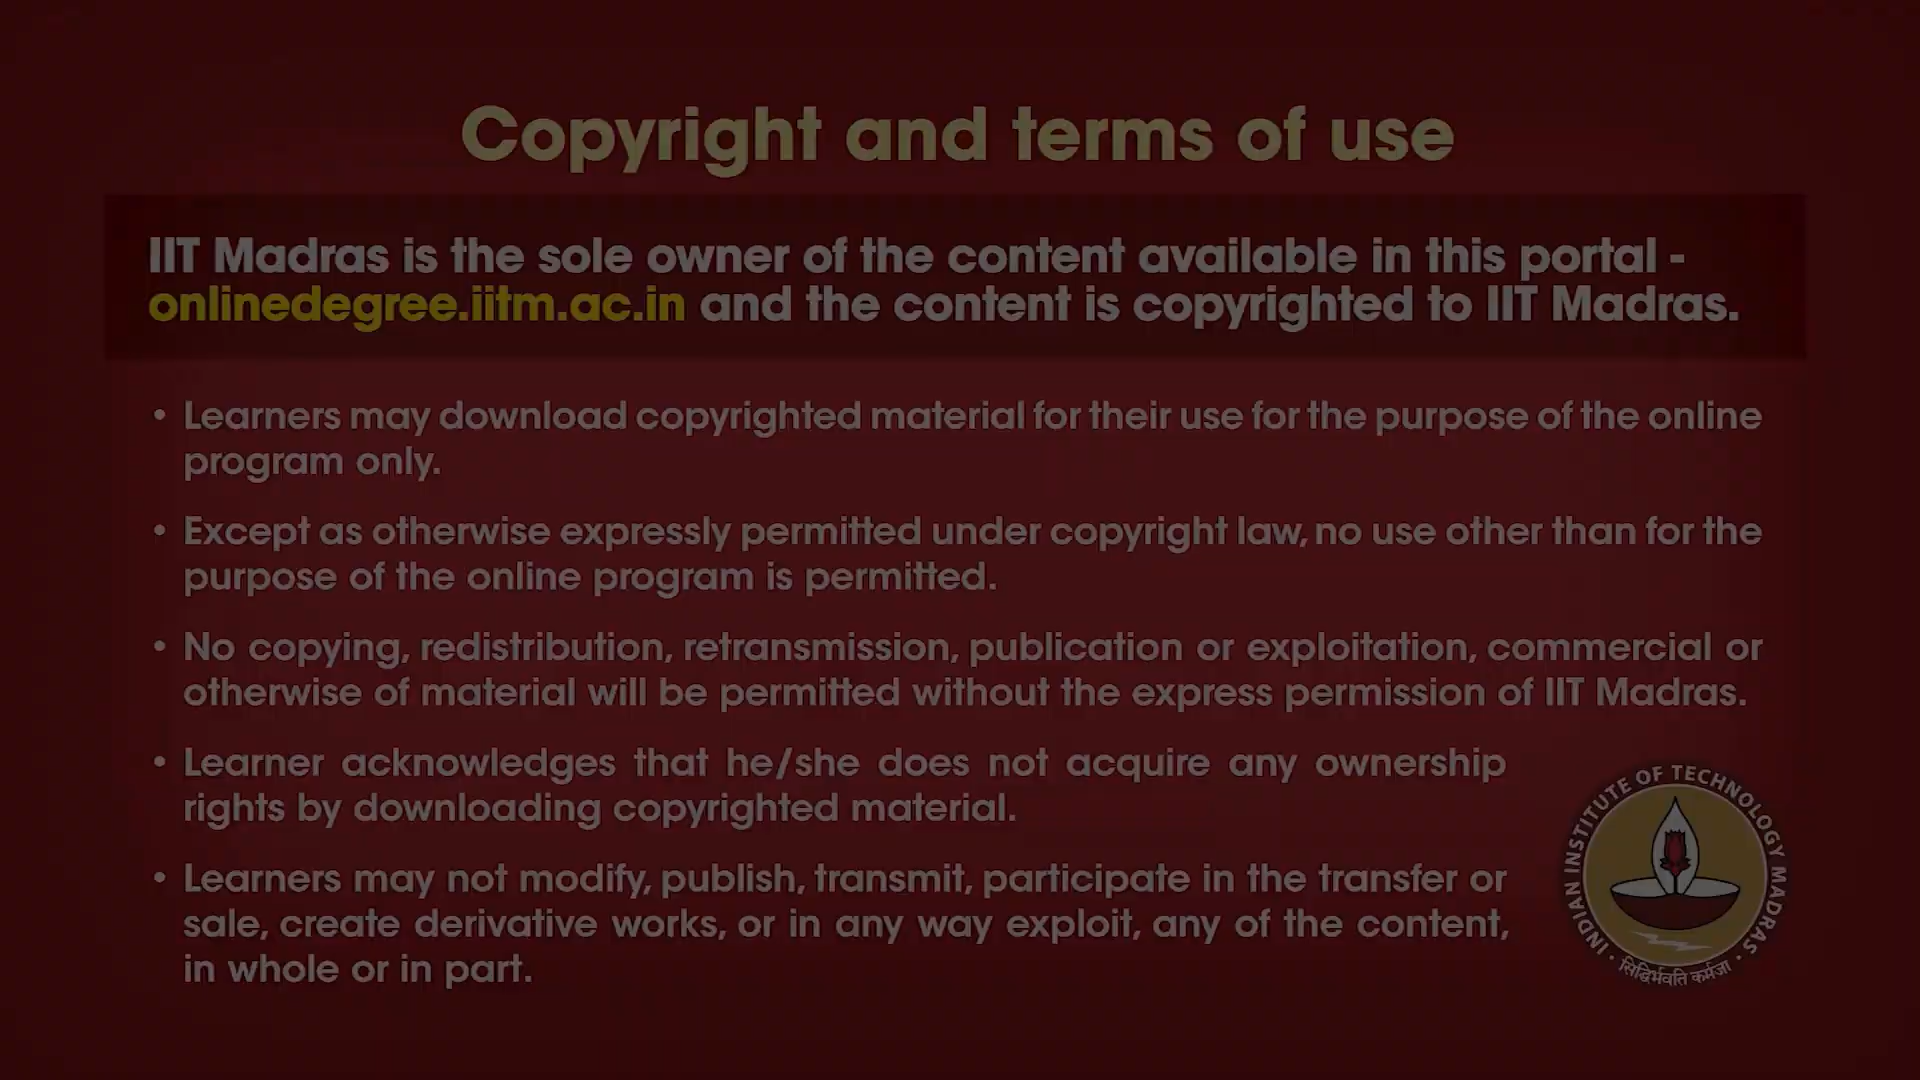 Copyright and terms of use
IIT Madras is the sole owner of the content available in this portal -
onlinedegree.iitm.ac.in and the content is copyrighted to IIT Madras.
• Learners may download copyrighted material for their use for the purpose of the online
program only.
• Except as otherwise expressly permitted under copyright law, no use other than for the
purpose of the online program is permitted.
• No copying, redistribution, retransmission, publication or exploitation, commercial or
otherwise of material will be permitted without the express permission of IIT Madras.
• Learner acknowledges that he/she does not acquire any ownership
rights by downloading copyrighted material.
• Learners may not modify, publish, transmit, participate in the transfer or
sale, create derivative works, or in any way exploit, any of the content,
in whole or in part.
INDIAN INSTITUTE OF TECHNOLOGY MADRAS
सिद्धिर्भवति कर्मजा